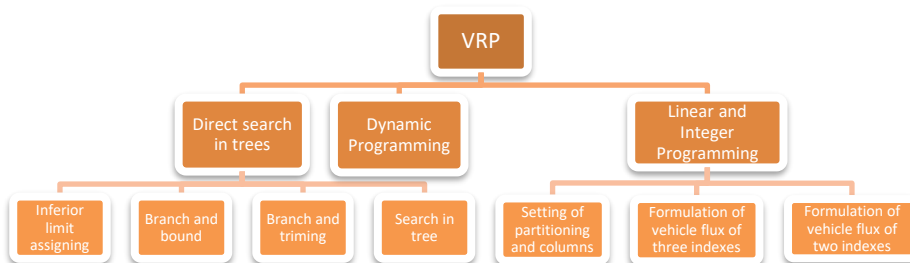 VRP
Direct search
in trees
Dynamic
Programming
Linear and
Integer
Programming
Inferior
limit
assigning
Branch and
bound
Branch and
triming
Search in
tree
Setting of
partitioning
and columns
Formulation of
vehicle flux of
three indexes
Formulation of
vehicle flux of
two indexes